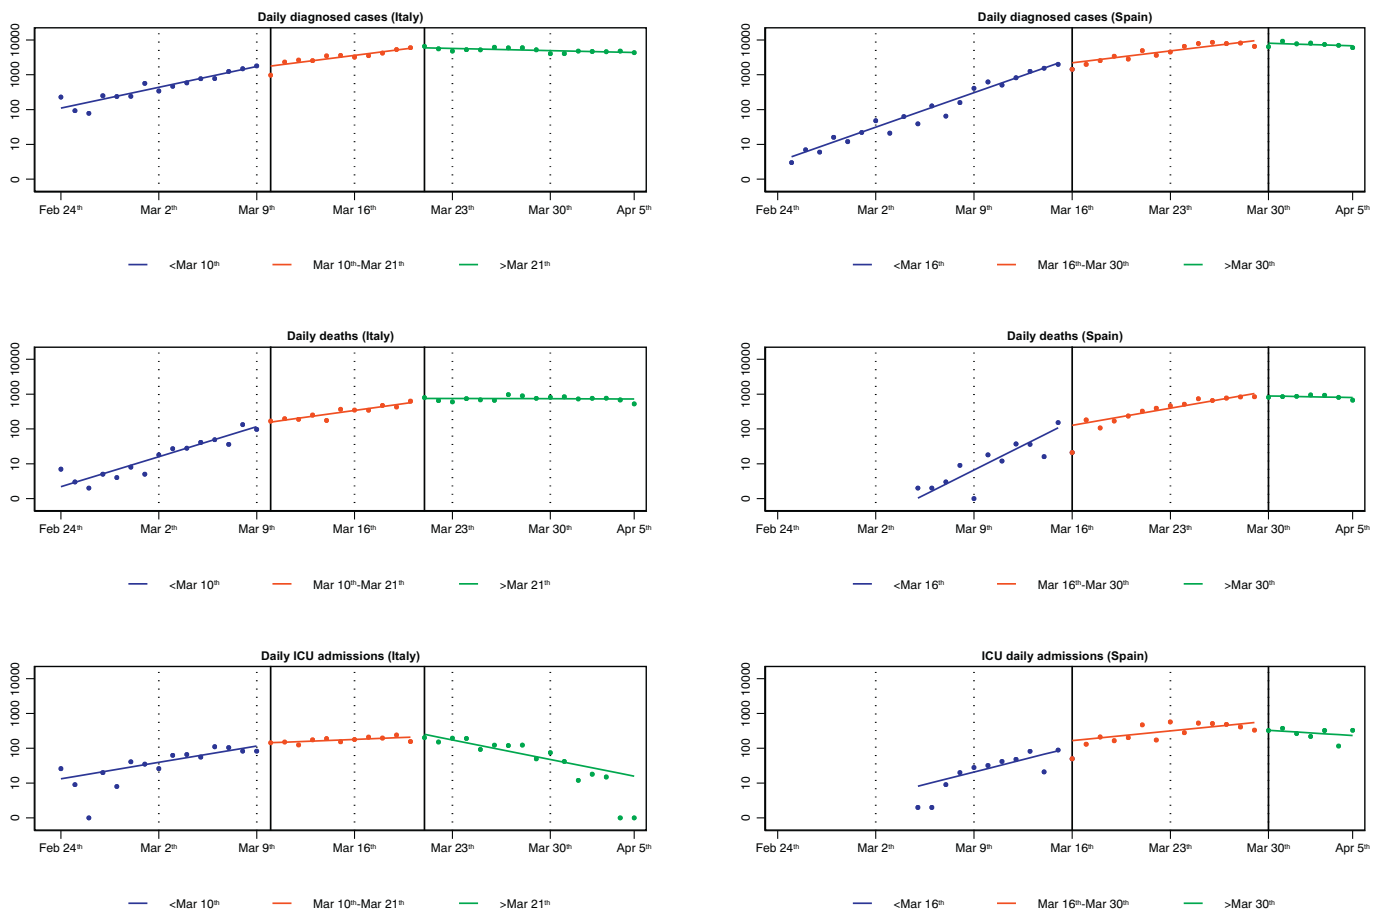 Daily diagnosed cases (Italy)
10000
1000
100
10
0
Feb 24th Mar 2th Mar 9th Mar 16th Mar 23th Mar 30th Apr 5th
<Mar 10th Mar 10th-Mar 21th >Mar 21th
Daily diagnosed cases (Spain)
10000
1000
100
10
0
Feb 24th Mar 2th Mar 9th Mar 16th Mar 23th Mar 30th Apr 5th
<Mar 16th Mar 16th-Mar 30th >Mar 30th
Daily deaths (Italy)
10000
1000
100
10
0
Feb 24th Mar 2th Mar 9th Mar 16th Mar 23th Mar 30th Apr 5th
<Mar 10th Mar 10th-Mar 21th >Mar 21th
Daily deaths (Spain)
10000
1000
100
10
0
Feb 24th Mar 2th Mar 9th Mar 16th Mar 23th Mar 30th Apr 5th
<Mar 16th Mar 16th-Mar 30th >Mar 30th
Daily ICU admissions (Italy)
10000
1000
100
10
0
Feb 24th Mar 2th Mar 9th Mar 16th Mar 23th Mar 30th Apr 5th
<Mar 10th Mar 10th-Mar 21th >Mar 21th
ICU daily admissions (Spain)
10000
1000
100
10
0
Feb 24th Mar 2th Mar 9th Mar 16th Mar 23th Mar 30th Apr 5th
<Mar 16th Mar 16th-Mar 30th >Mar 30th